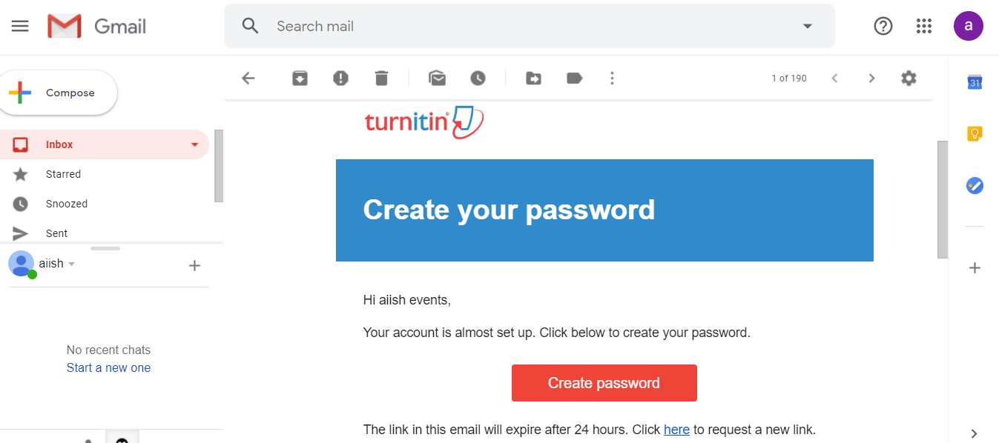 Gmail
Search mail
a
Compose
1 of 190
31
turnitin
Inbox
Create your password
Starred
Snoozed
Sent
aiish
Hi aiish events,
Your account is almost set up. Click below to create your password.
No recent chats
Start a new one
Create password
The link in this email will expire after 24 hours. Click here to request a new link.